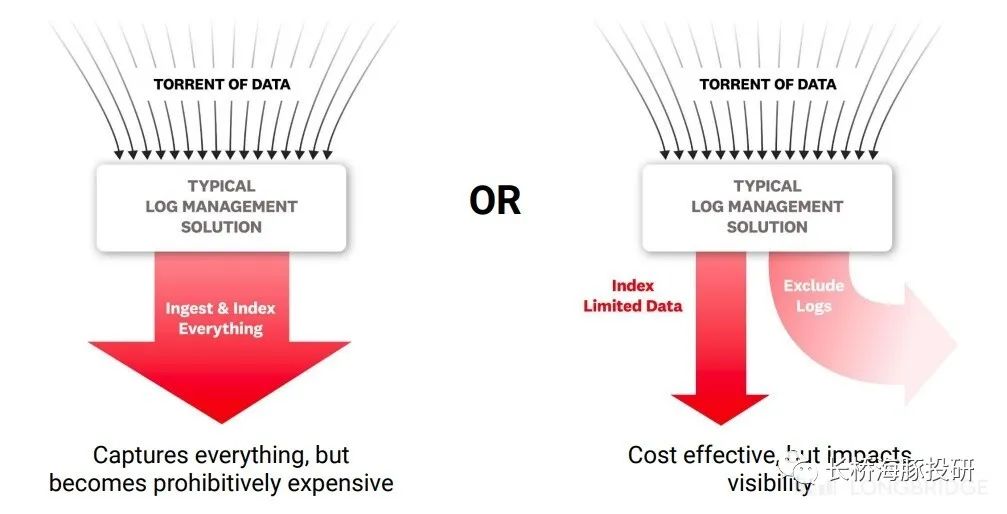 TORRENT OF DATA
TYPICAL
LOG MANAGEMENT
SOLUTION
Ingest & Index
Everything
Captures everything, but
becomes prohibitively expensive
OR
TORRENT OF DATA
TYPICAL
LOG MANAGEMENT
SOLUTION
Index
Limited Data
Exclude
Logs
Cost effective, but impacts
visibility
长桥海豚投研
LONGBRIDGE